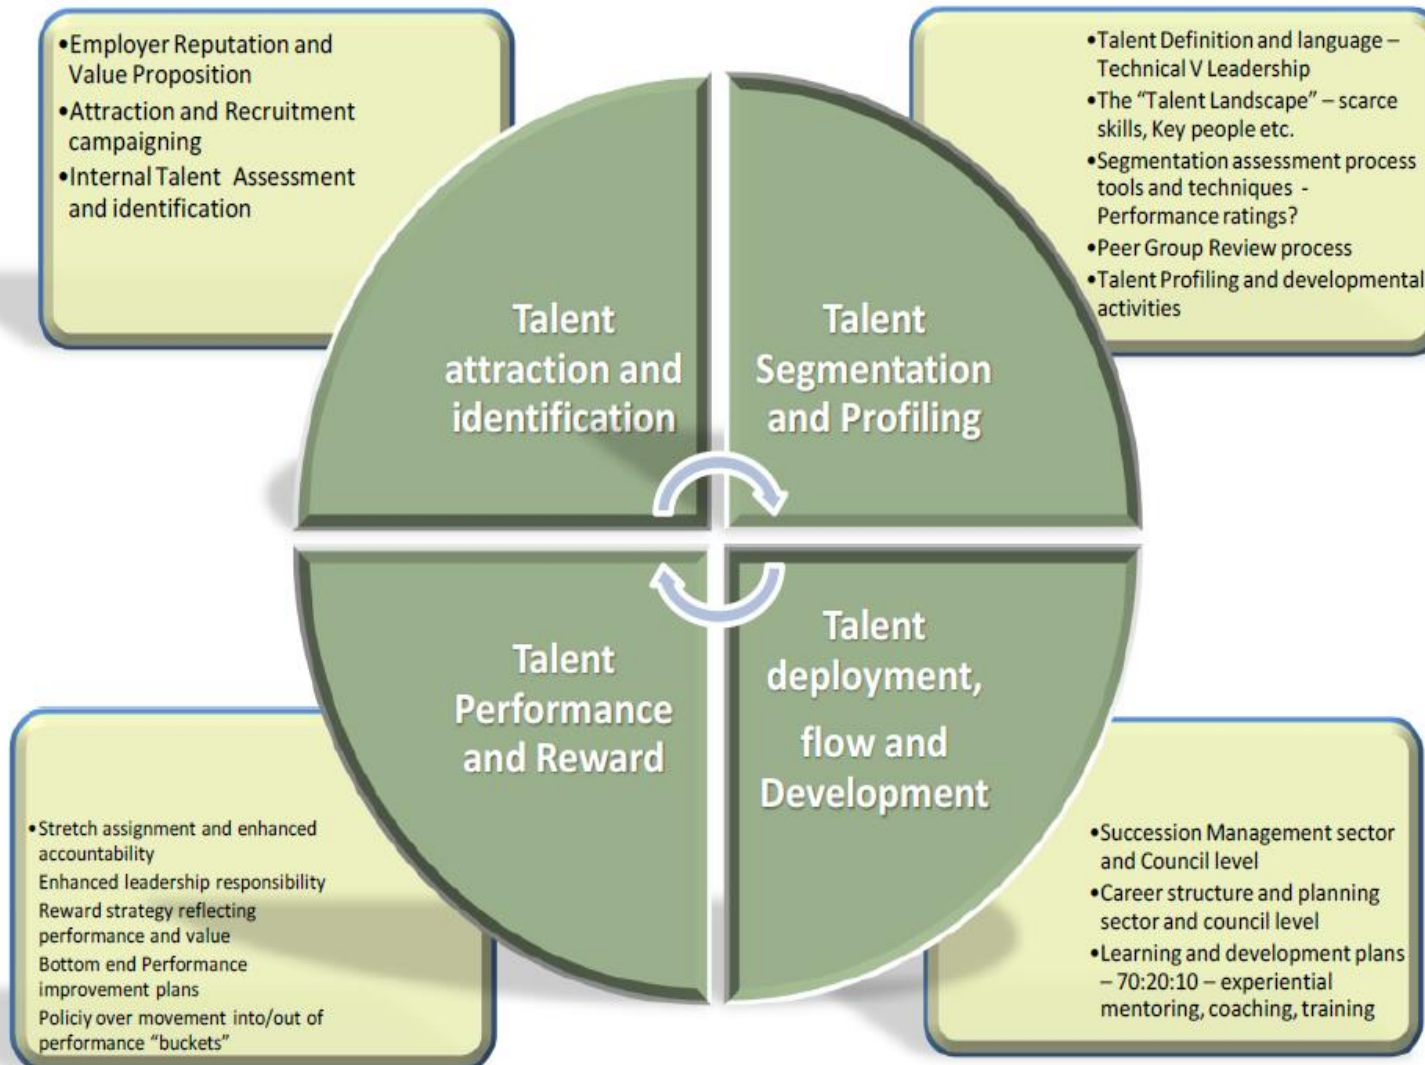 •Employer Reputation and
Value Proposition
•Attraction and Recruitment
campaigning
•Internal Talent Assessment
and identification
•Talent Definition and language –
Technical V Leadership
•The “Talent Landscape” – scarce
skills, Key people etc.
•Segmentation assessment process
tools and techniques -
Performance ratings?
•Peer Group Review process
•Talent Profiling and developmental
activities
Talent
attraction and
identification
Talent
Segmentation
and Profiling
Talent
Performance
and Reward
Talent
deployment,
flow and
Development
•Stretch assignment and enhanced
accountability
Enhanced leadership responsibility
Reward strategy reflecting
performance and value
Bottom end Performance
improvement plans
Policiy over movement into/out of
performance “buckets”
•Succession Management sector
and Council level
•Career structure and planning
sector and council level
•Learning and development plans
– 70:20:10 – experiential
mentoring, coaching, training